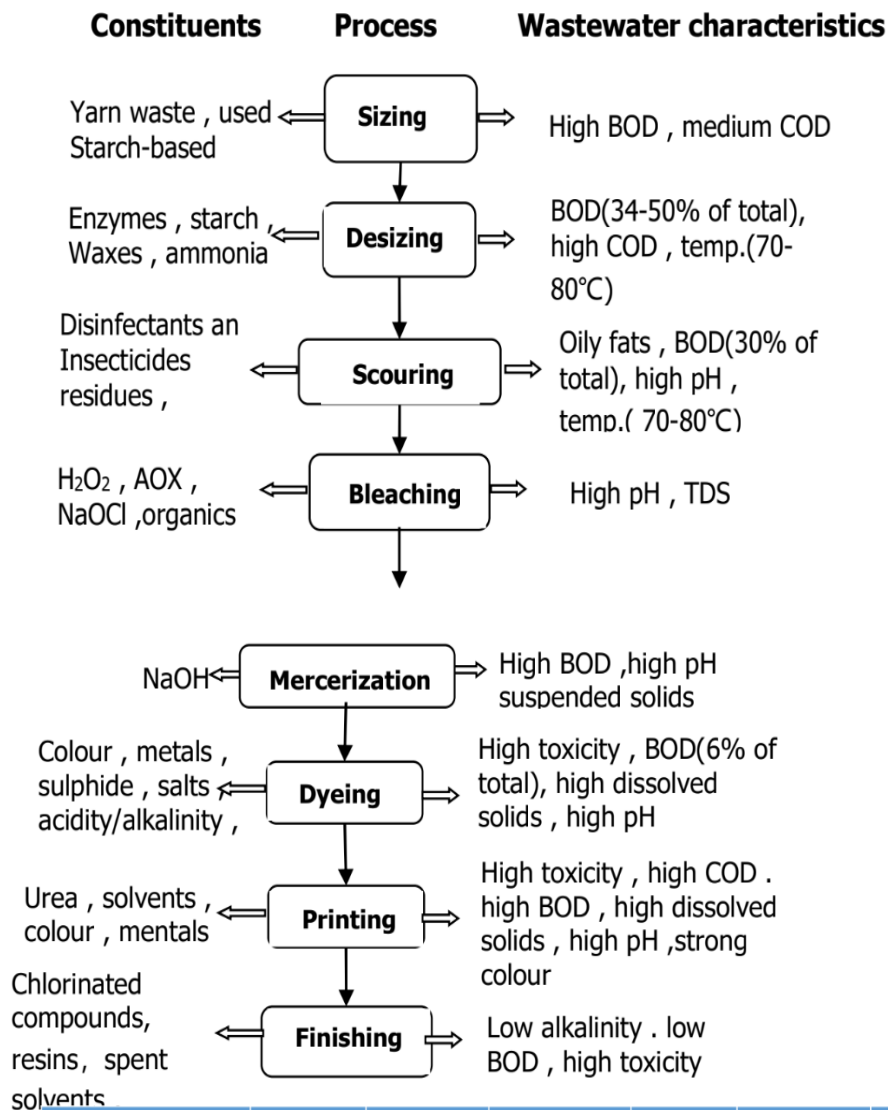 Constituents Process Wastewater characteristics
Yarn waste , used
Starch-based
Sizing
High BOD , medium COD
Enzymes , starch ,
Waxes , ammonia
Desizing
BOD(34-50% of total),
high COD , temp.(70-
80°C)
Disinfectants an
Insecticides
residues ,
Scouring
Oily fats , BOD(30% of
total), high pH ,
temp.( 70-80°C)
H₂O₂ , AOX ,
NaOCl ,organics
Bleaching
High pH , TDS
NaOH
Mercerization
High BOD ,high pH
suspended solids
Colour , metals ,
sulphide , salts ,
acidity/alkalinity ,
Dyeing
High toxicity , BOD(6% of
total), high dissolved
solids , high pH
Urea , solvents ,
colour , mentals
Printing
High toxicity , high COD .
high BOD , high dissolved
solids , high pH ,strong
colour
Chlorinated
compounds,
resins, spent
solvents .
Finishing
Low alkalinity . low
BOD , high toxicity